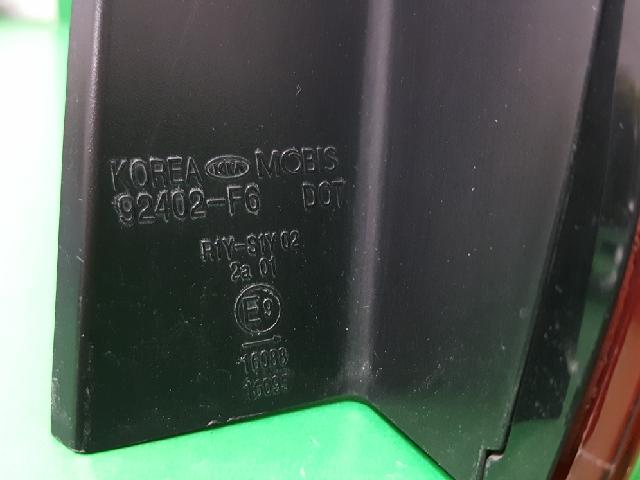 KOREA KIA MOBIS
92402-F6 DOT
R1Y-S1Y 02
2a 01
E9